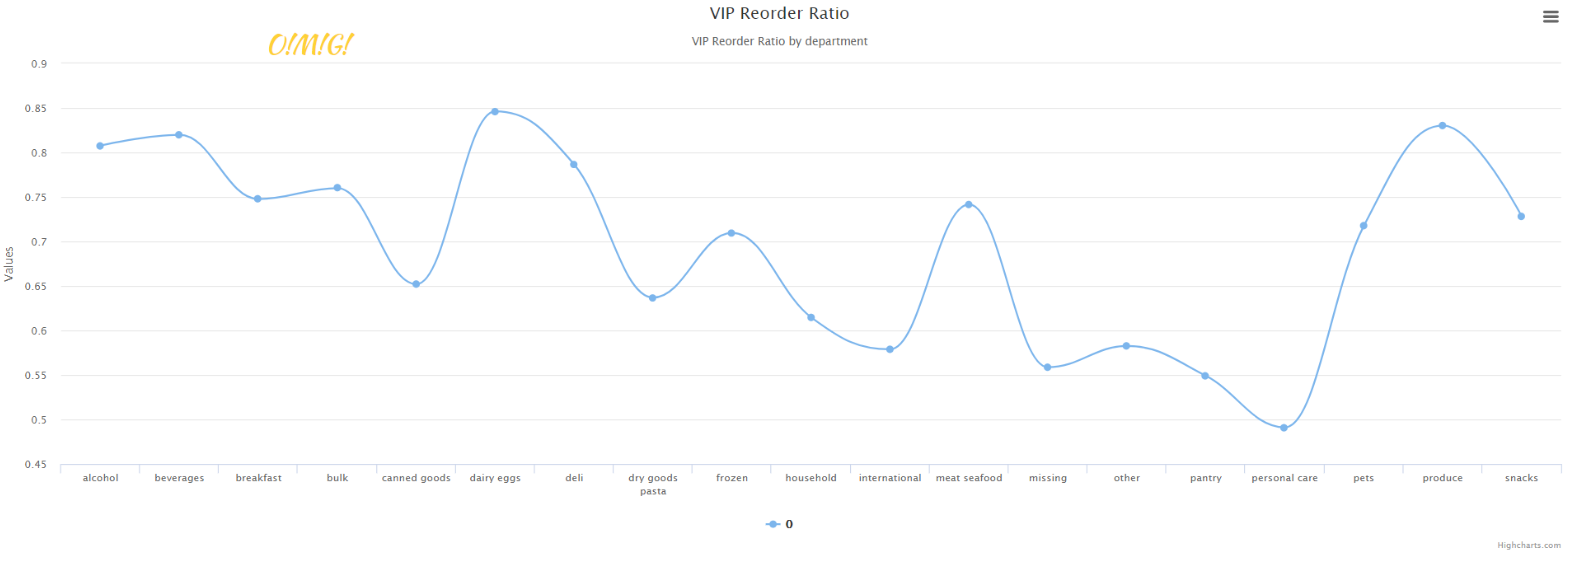 VIP Reorder Ratio
O!M!G!
VIP Reorder Ratio by department
0.9
0.85
0.8
0.75
0.7
0.65
0.6
0.55
0.5
0.45
Values
alcohol beverages breakfast bulk canned goods dairy eggs deli dry goods pasta frozen household international meat seafood missing other pantry personal care pets produce snacks
0
Highcharts.com